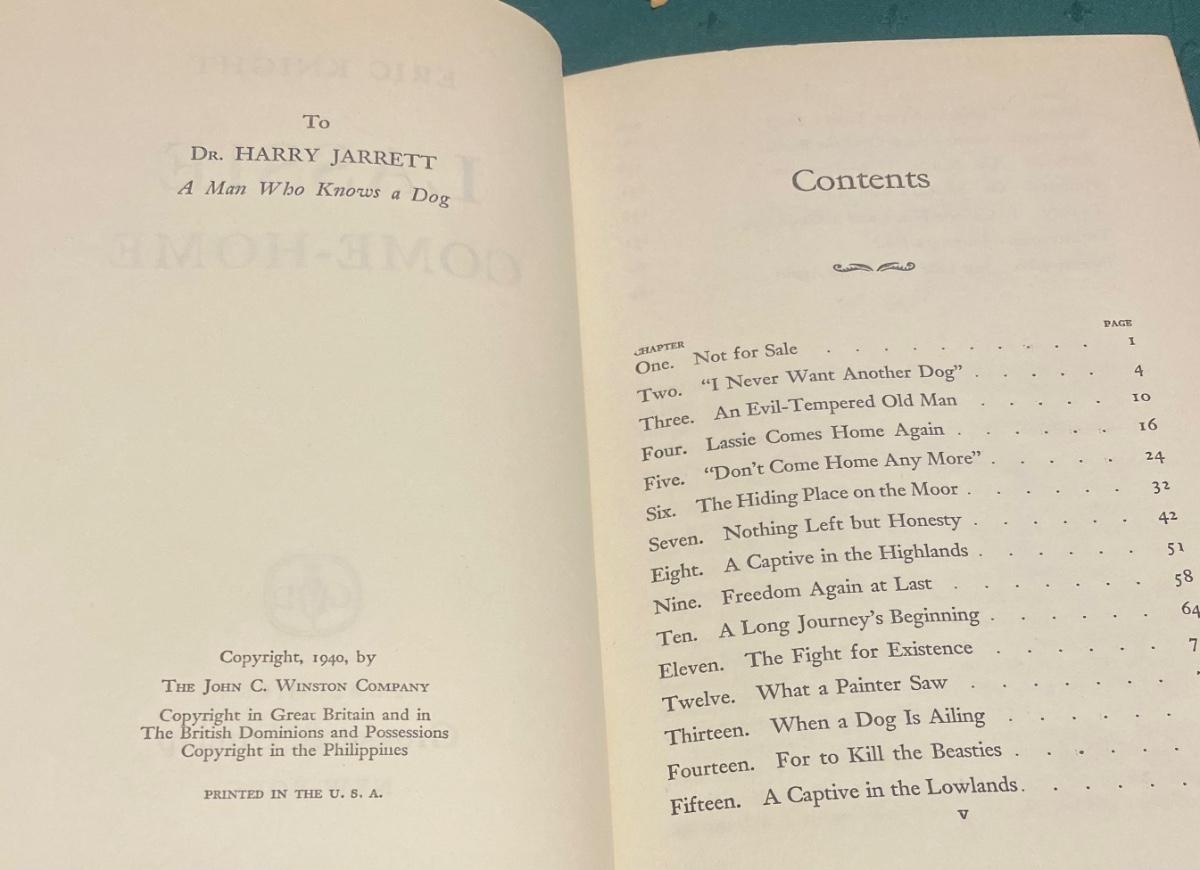 To
DR. HARRY JARRETT
A Man Who Knows a Dog
Copyright, 1940, by
THE JOHN C. WINSTON COMPANY
Copyright in Great Britain and in
The British Dominions and Possessions
Copyright in the Philippines
PRINTED IN THE U. S. A.
Contents
CHAPTER PAGE
One. Not for Sale . . . . . . . . . . 1
Two. “I Never Want Another Dog” . . . . . 4
Three. An Evil-Tempered Old Man . . . . . 10
Four. Lassie Comes Home Again . . . . . . 16
Five. “Don't Come Home Any More” . . . . . 24
Six. The Hiding Place on the Moor . . . . . . 32
Seven. Nothing Left but Honesty . . . . . . 42
Eight. A Captive in the Highlands . . . . . . 51
Nine. Freedom Again at Last . . . . . . . 58
Ten. A Long Journey's Beginning . . . . . . 64
Eleven. The Fight for Existence . . . . . . 7
Twelve. What a Painter Saw . . . . . . .
Thirteen. When a Dog Is Ailing . . . . . .
Fourteen. For to Kill the Beasties . . . . . .
Fifteen. A Captive in the Lowlands . . . . . .
v